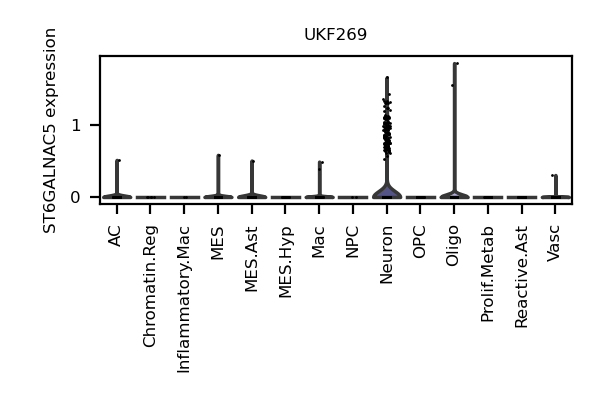 UKF269
ST6GALNAC5 expression
1
0
AC
Chromatin.Reg
Inflammatory.Mac
MES
MES.Ast
MES.Hyp
Mac
NPC
Neuron
OPC
Oligo
Prolif.Metab
Reactive.Ast
Vasc